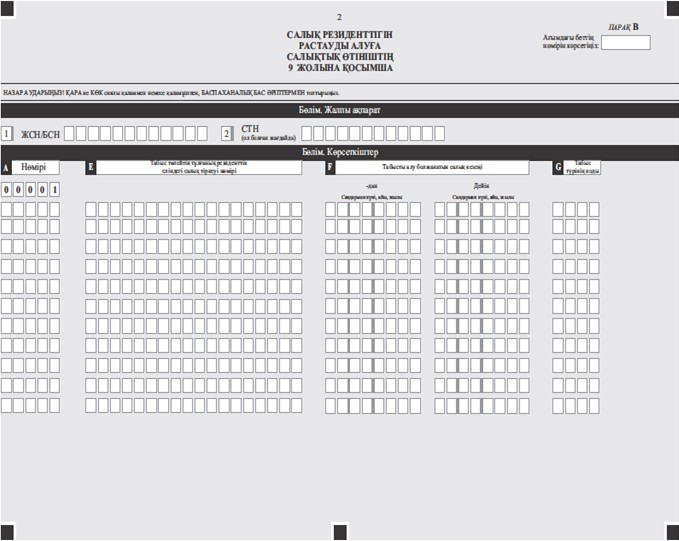 2
ПАРАҚ В
САЛЫҚ РЕЗИДЕНТТІГІН
РАСТАУДЫ АЛУҒА
САЛЫҚТЫҚ ӨТІНІШТІҢ
9 ЖОЛЫНА ҚОСЫМША
Ағымдағы беттің
нөмірін көрсетіңіз:
НАЗАР АУДАРЫҢЫЗ! ҚАРА не КӨК сиялы қаламмен немесе қаламұшпен, БАСПАХАНАЛЫҚ БАС ӘРІПТЕРМЕН толтырыңыз.
Бөлім. Жалпы ақпарат
1 ЖСН/БСН 2 СТН
(ол болған жағдайда)
Бөлім. Көрсеткіштер
A Нөмірі E Табыс төлейтін тұлғаның резиденттік
еліндегі салық тіркеуі нөмірі
F Табысты алу болжанатын салық кезеңі
G Табыс
түрінің коды
0 0 0 0 1
-дан Дейін
Сандармен күні, айы, жылы Сандармен күні, айы, жылы